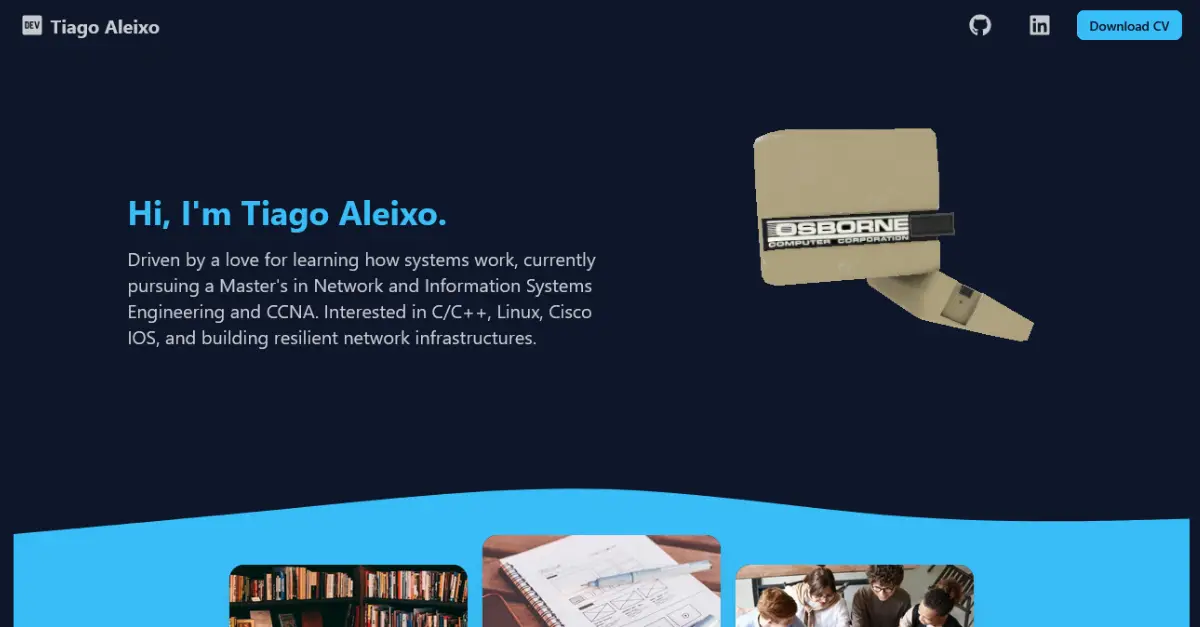 DEV
Tiago Aleixo
Download CV
Hi, I'm Tiago Aleixo.
Driven by a love for learning how systems work, currently
pursuing a Master's in Network and Information Systems
Engineering and CCNA. Interested in C/C++, Linux, Cisco
IOS, and building resilient network infrastructures.
OSBORNE
COMPUTER CORPORATION